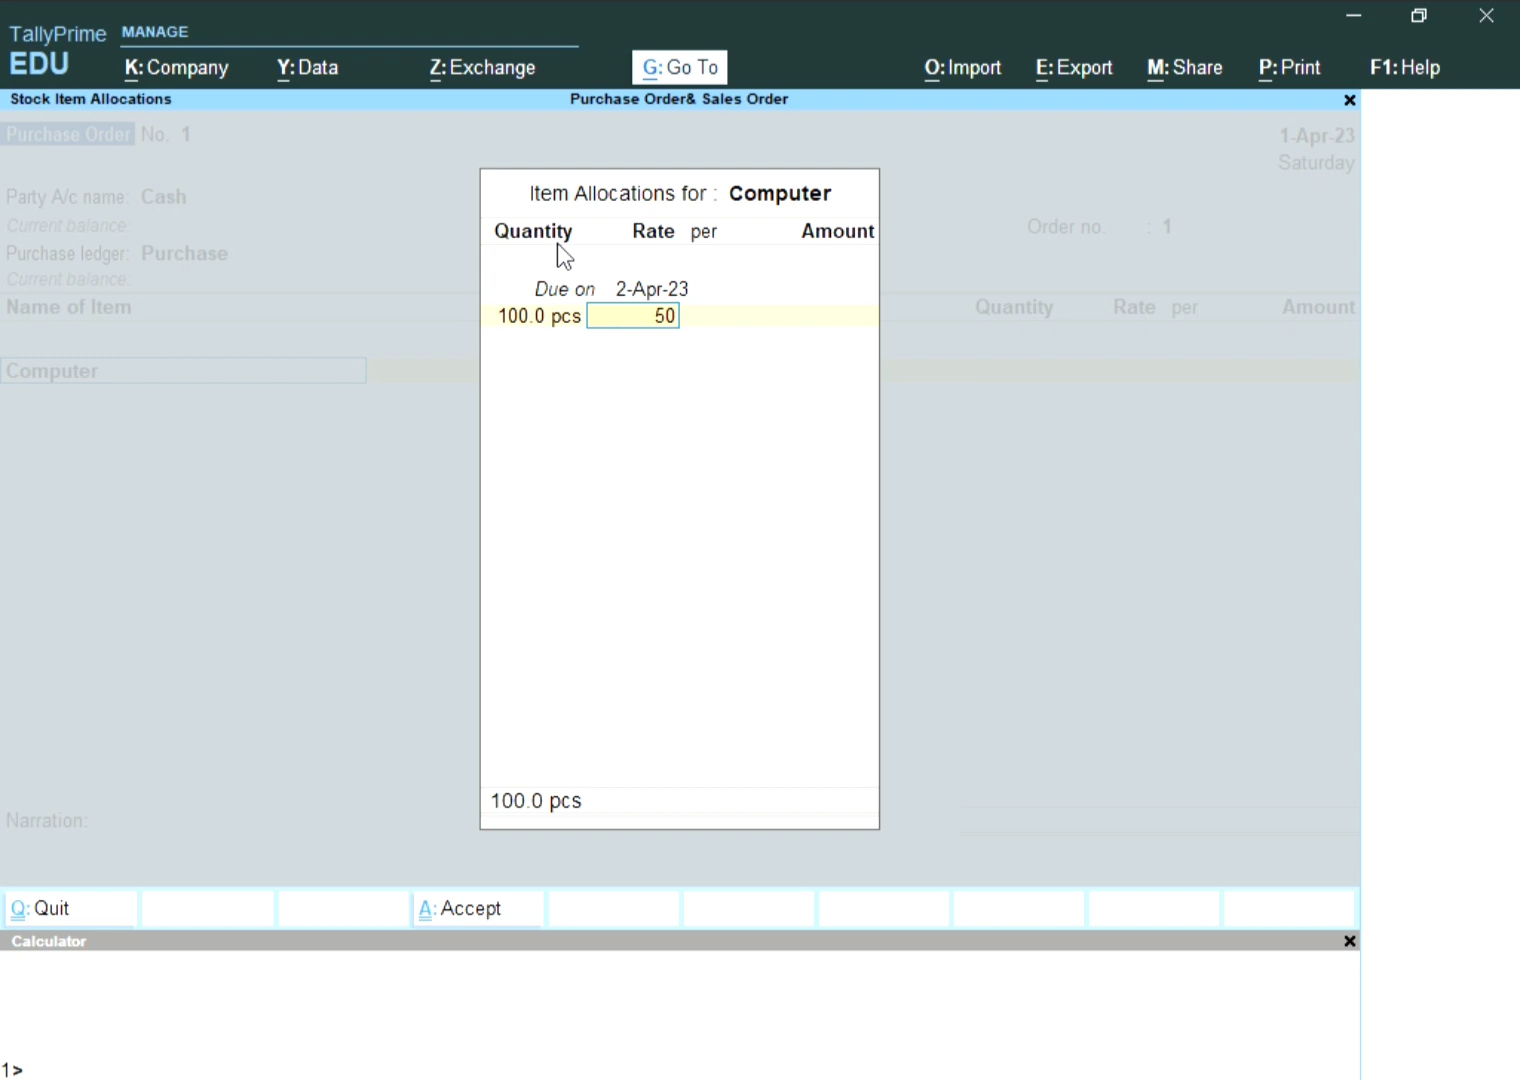 TallyPrime MANAGE
EDU K: Company Y: Data Z: Exchange G: Go To O: Import E: Export M: Share P: Print F1: Help
Stock Item Allocations Purchase Order& Sales Order
Purchase Order No. 1 1-Apr-23
Saturday
Party A/c name: Cash
Current balance:
Order no. : 1
Purchase ledger: Purchase
Current balance:
Name of Item Quantity Rate per Amount
Computer
Item Allocations for : Computer
Quantity Rate per Amount
Due on 2-Apr-23
100.0 pcs 50
100.0 pcs
Narration:
Q: Quit A: Accept
Calculator
1>